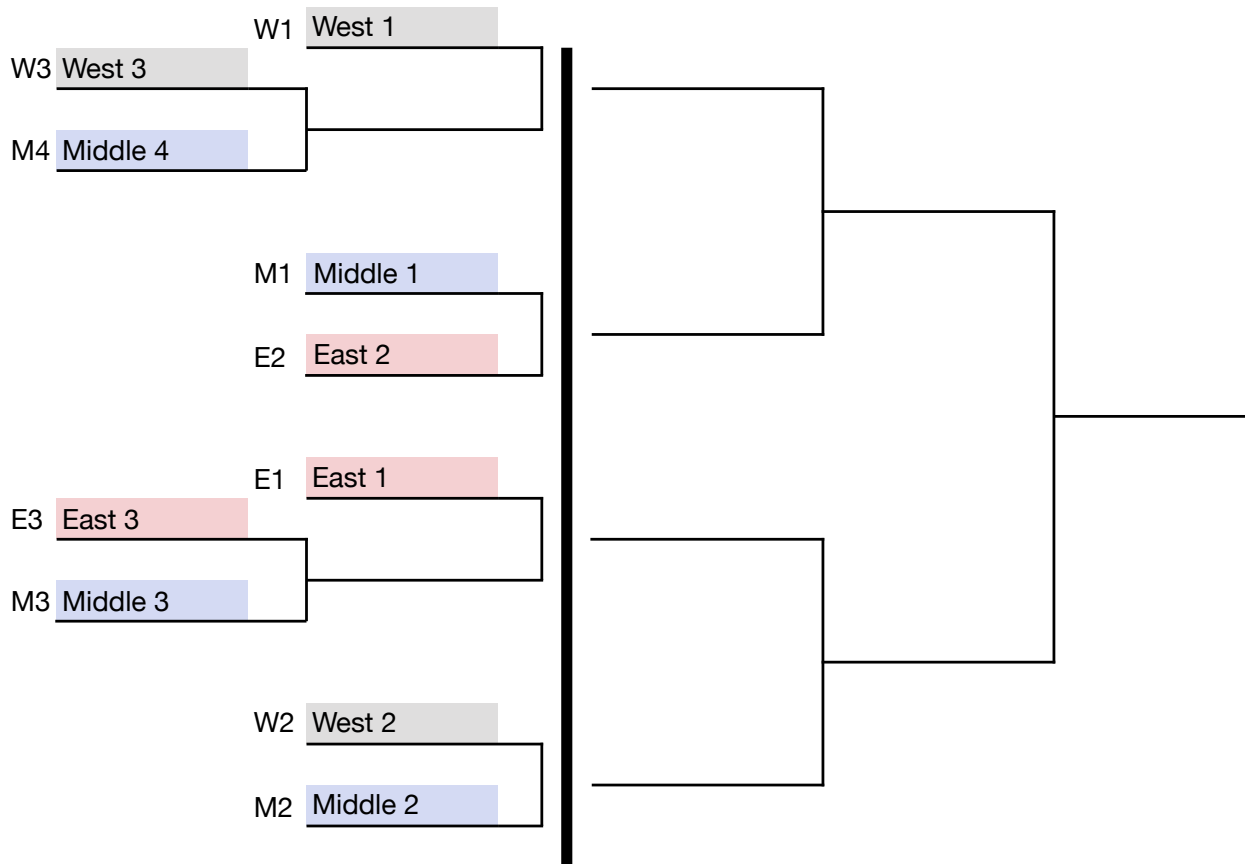 W1 West 1
W3 West 3
M4 Middle 4
M1 Middle 1
E2 East 2
E1 East 1
E3 East 3
M3 Middle 3
W2 West 2
M2 Middle 2